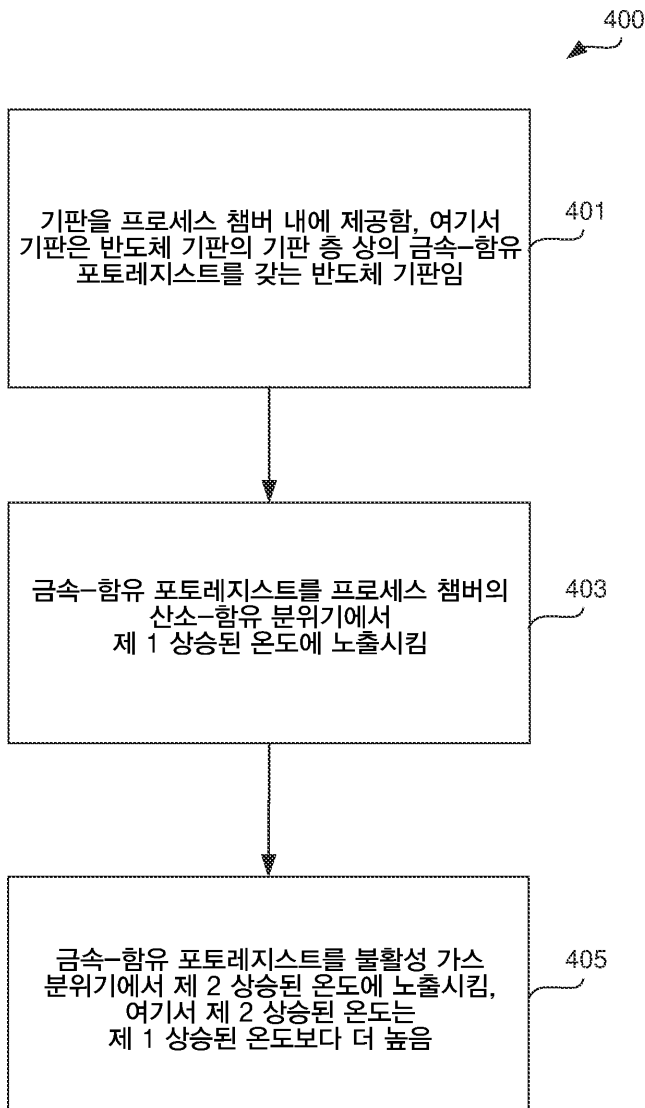 400
기판을 프로세스 챔버 내에 제공함, 여기서
기판은 반도체 기판의 기판 층 상의 금속-함유
포토레지스트를 갖는 반도체 기판임
401
금속-함유 포토레지스트를 프로세스 챔버의
산소-함유 분위기에서
제 1 상승된 온도에 노출시킴
403
금속-함유 포토레지스트를 불활성 가스
분위기에서 제 2 상승된 온도에 노출시킴,
여기서 제 2 상승된 온도는
제 1 상승된 온도보다 더 높음
405